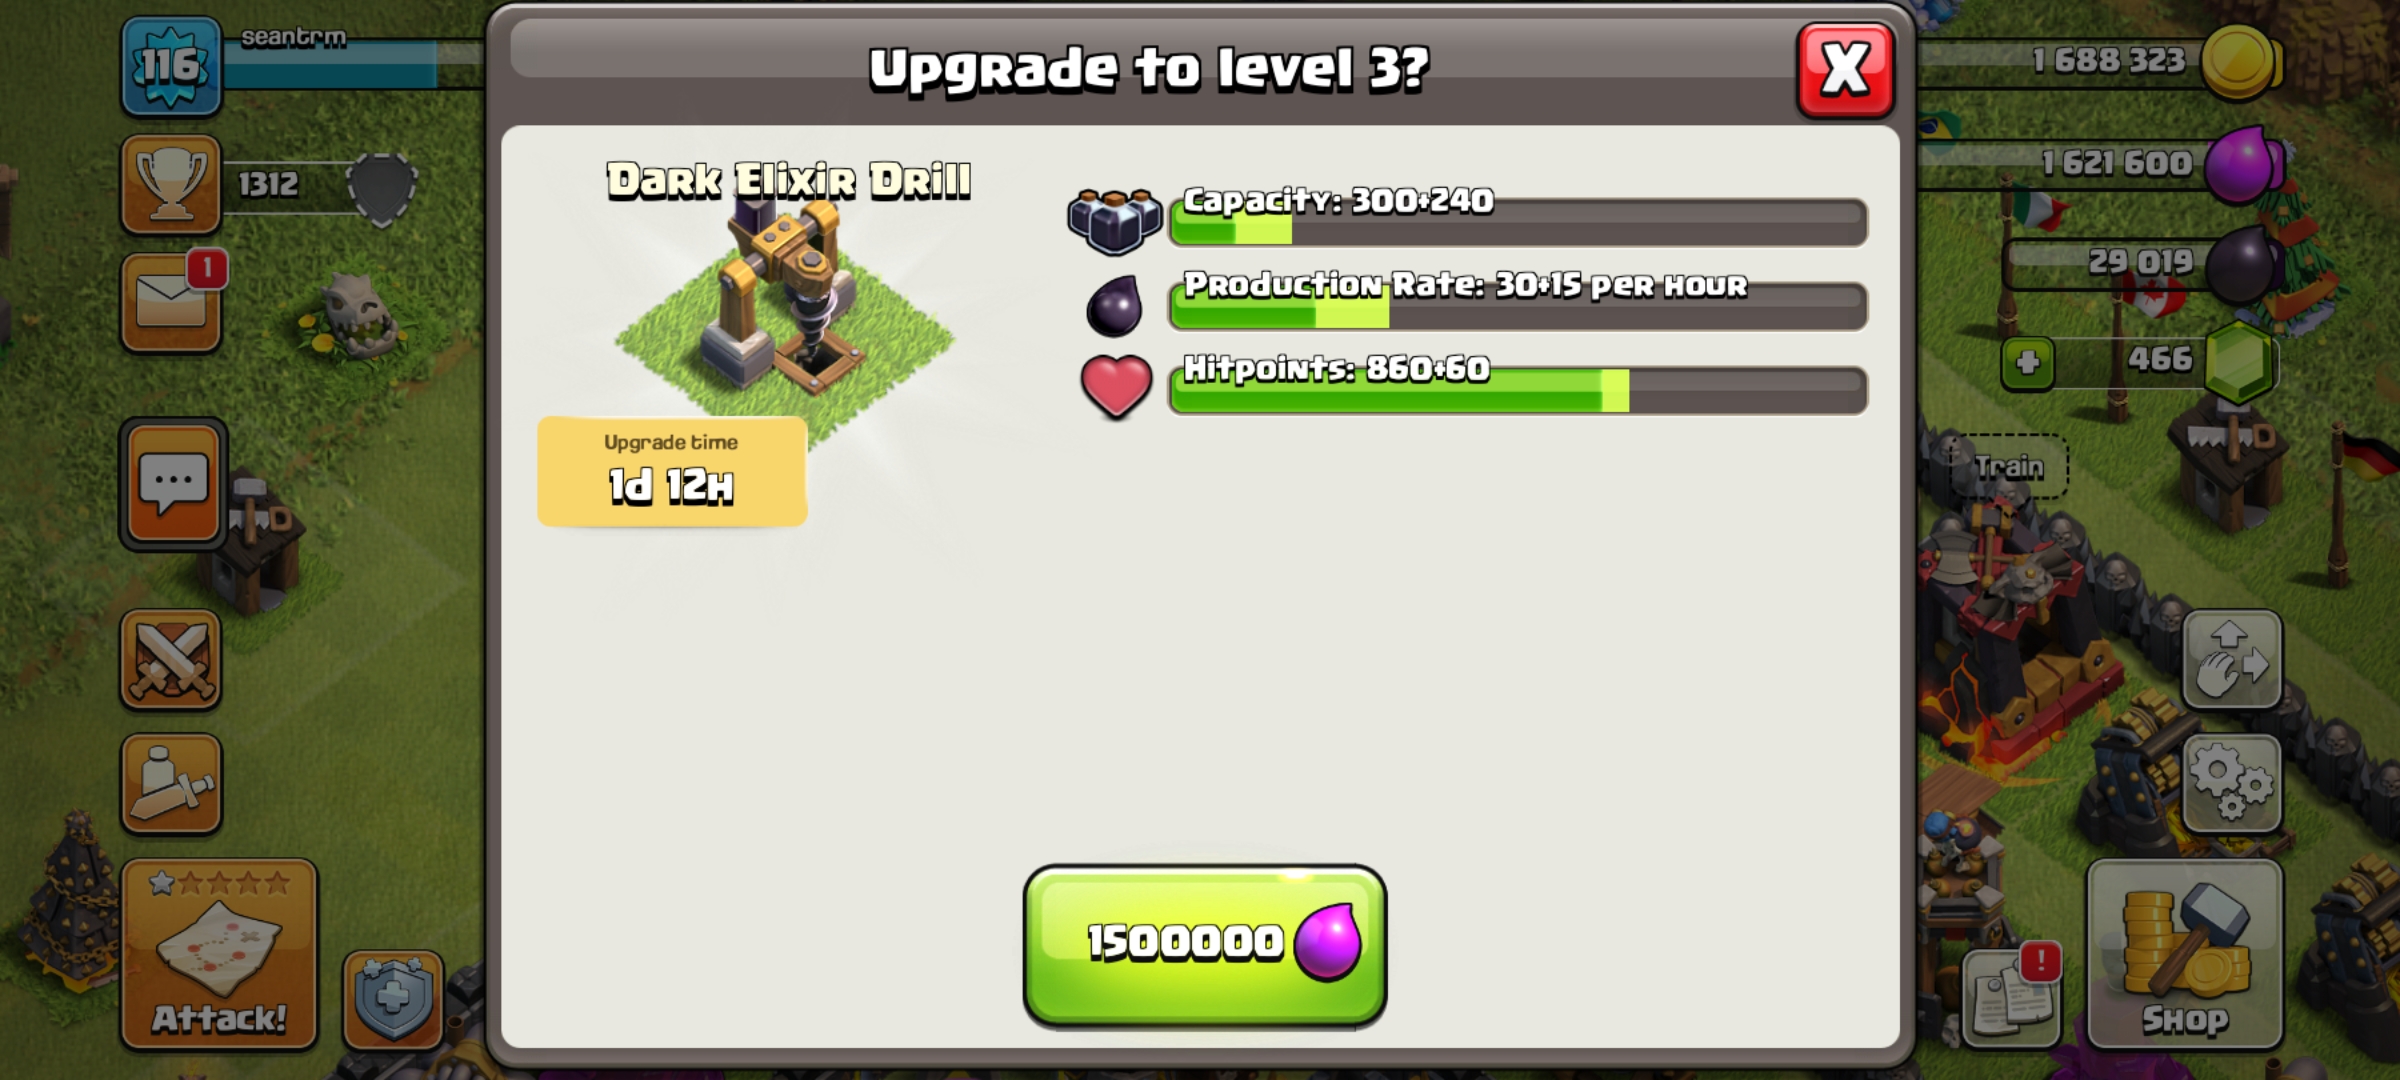 116
seantrm
Upgrade to level 3?
X
1 688 323
1312
1
Dark Elixir Drill
Capacity: 300+240
1 621 600
Production Rate: 30+15 per hour
29 019
Hitpoints: 860+60
466
Upgrade time
1d 12H
Train
1500000
Attack!
!
Shop